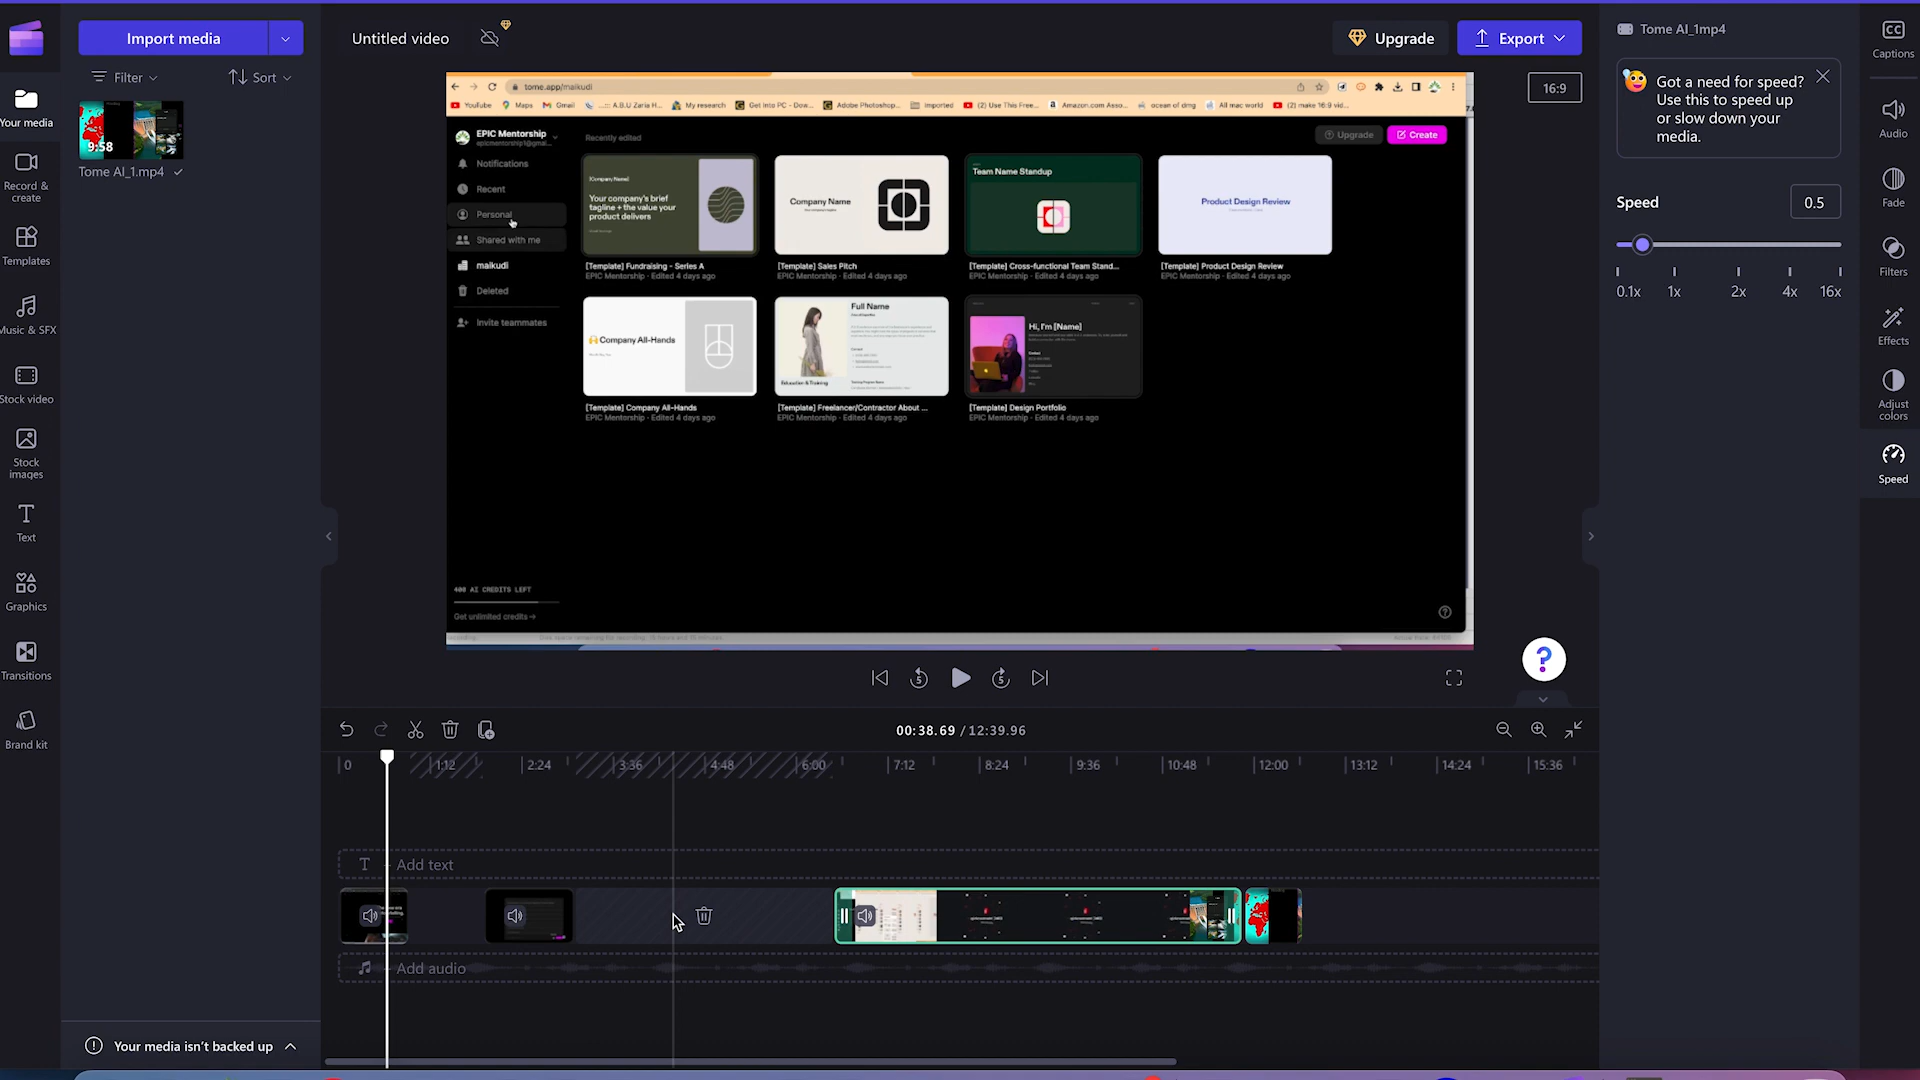 Import media
Untitled video
Upgrade
Export
Tome AI_1mp4
Captions
Filter
Sort
9:58
Tome AI_1.mp4
Your media
Record &
create
Templates
Music & SFX
Stock video
Stock
images
Text
Graphics
Transitions
Brand kit
tome.app/maikudi
YouTube
Maps
Gmail
..::: A.B.U Zaria H...
My research
Get Into PC - Dow...
Adobe Photoshop...
Imported
(2) Use This Free...
Amazon.com Asso...
ocean of dmg
All mac world
(2) make 16:9 vid...
EPIC Mentorship
epicmentorship1@gmai...
Notifications
Recent
Personal
Shared with me
maikudi
Deleted
Invite teammates
Recently edited
Upgrade
Create
[Company Name]
Your company's brief
tagline + the value your
product delivers
Company Name
Team Name Standup
Product Design Review
[Template] Fundraising - Series A
EPIC Mentorship - Edited 4 days ago
[Template] Sales Pitch
EPIC Mentorship - Edited 4 days ago
[Template] Cross-functional Team Stand...
EPIC Mentorship - Edited 4 days ago
[Template] Product Design Review
EPIC Mentorship - Edited 4 days ago
Company All-Hands
Full Name
Education & Training
Hi, I'm [Name]
[Template] Company All-Hands
EPIC Mentorship - Edited 4 days ago
[Template] Freelancer/Contractor About ...
EPIC Mentorship - Edited 4 days ago
[Template] Design Portfolio
EPIC Mentorship - Edited 4 days ago
400 AI CREDITS LEFT
Get unlimited credits→
16:9
Got a need for speed?
Use this to speed up
or slow down your
media.
Speed
0.5
0.1x 1x 2x 4x 16x
Audio
Fade
Filters
Effects
Adjust
colors
Speed
5
5
?
00:38.69 / 12:39.96
0 1:12 2:24 3:36 4:48 6:00 7:12 8:24 9:36 10:48 12:00 13:12 14:24 15:36
T Add text
Add audio
Your media isn't backed up